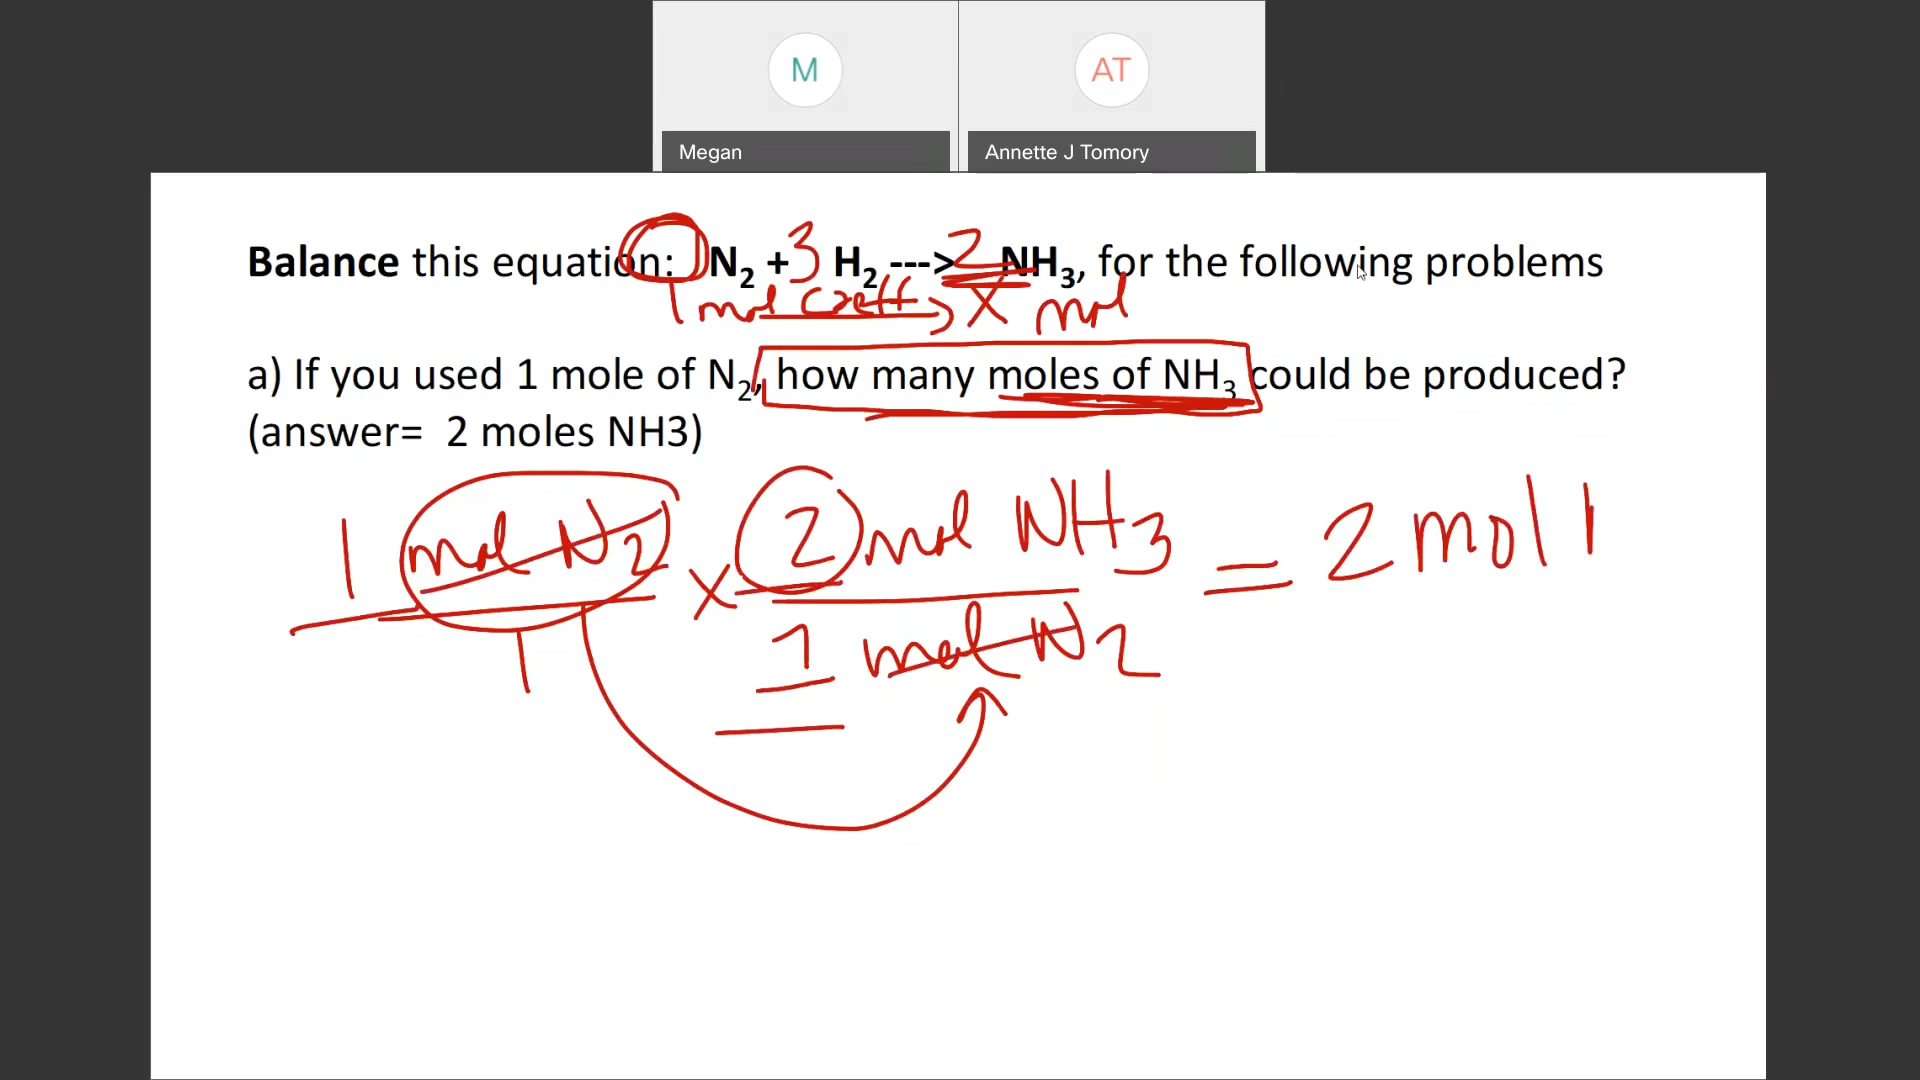 M AT
Megan Annette J Tomory
Balance this equation: N₂ + 3 H₂ ---> 2 NH₃, for the following problems
1 mol coeff x mol
a) If you used 1 mole of N₂, how many moles of NH₃ could be produced?
(answer= 2 moles NH3)
1 mol N₂ x 2 mol NH₃ = 2 mol
1 1 mol N₂